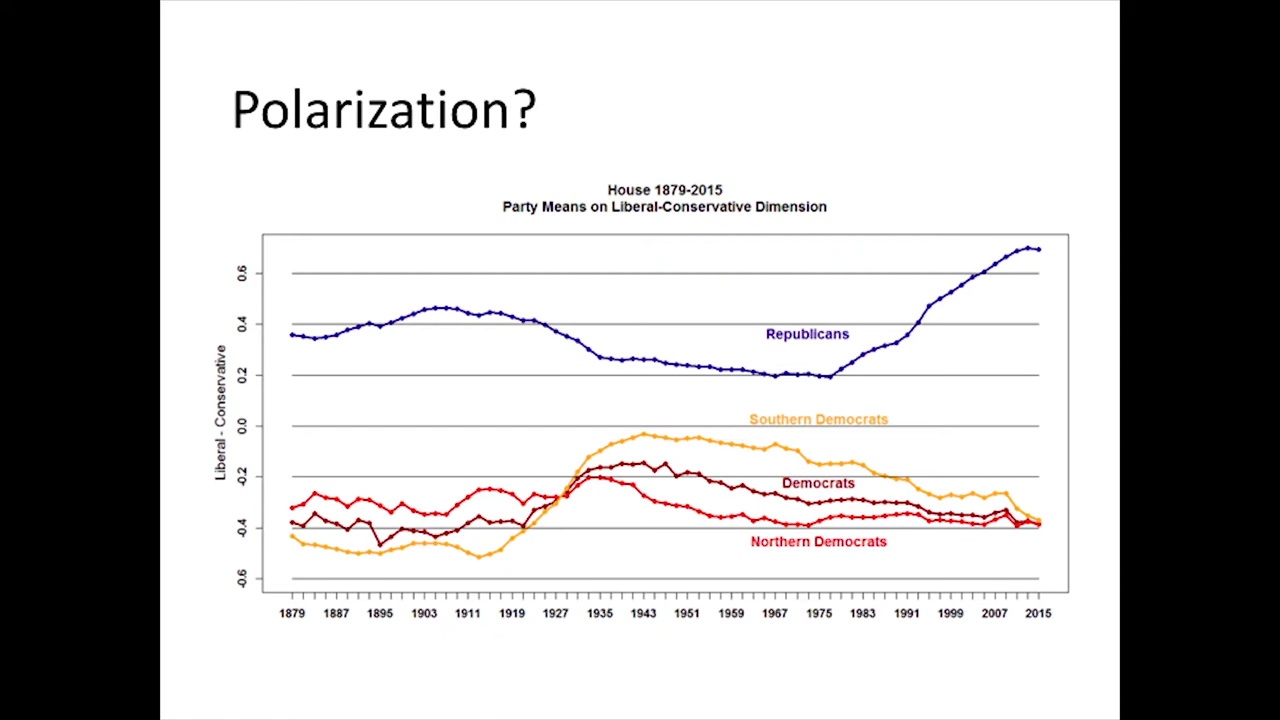 Polarization?
House 1879-2015
Party Means on Liberal-Conservative Dimension
Liberal - Conservative
0.6
0.4
0.2
0.0
-0.2
-0.4
-0.6
Republicans
Southern Democrats
Democrats
Northern Democrats
1879 1887 1895 1903 1911 1919 1927 1935 1943 1951 1959 1967 1975 1983 1991 1999 2007 2015